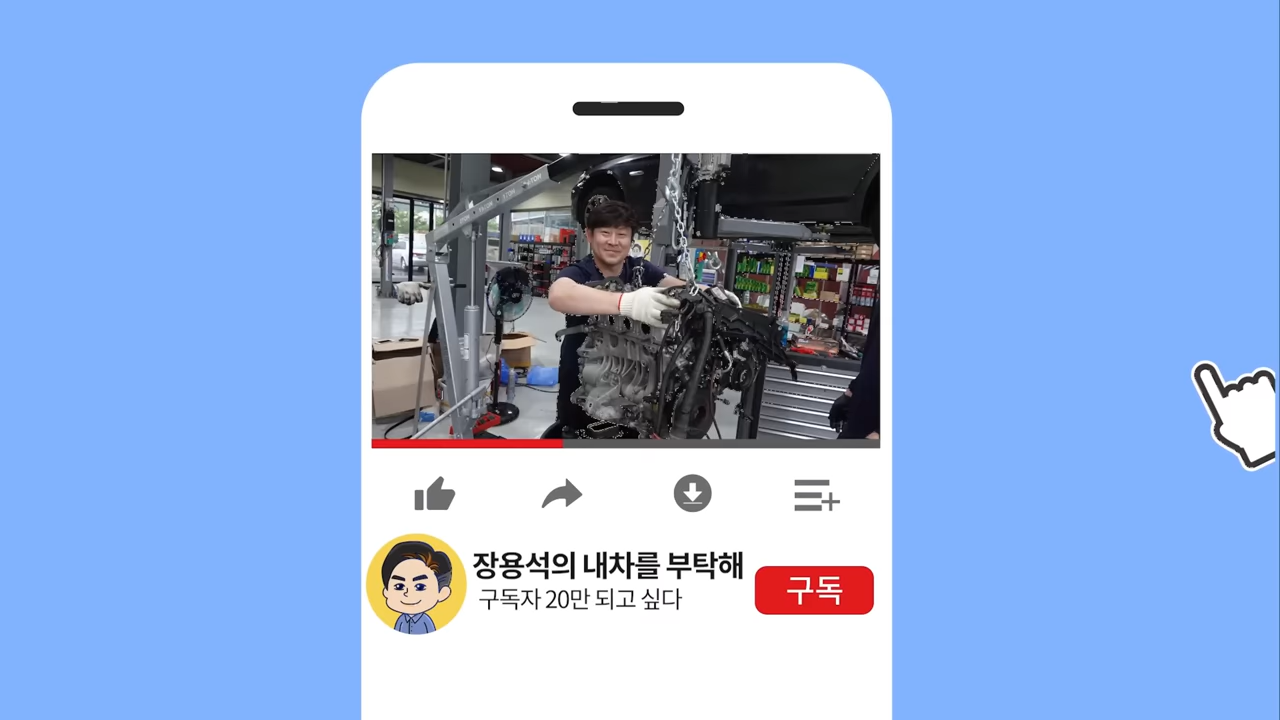 장용석의 내차를 부탁해
구독자 20만 되고 싶다
구독